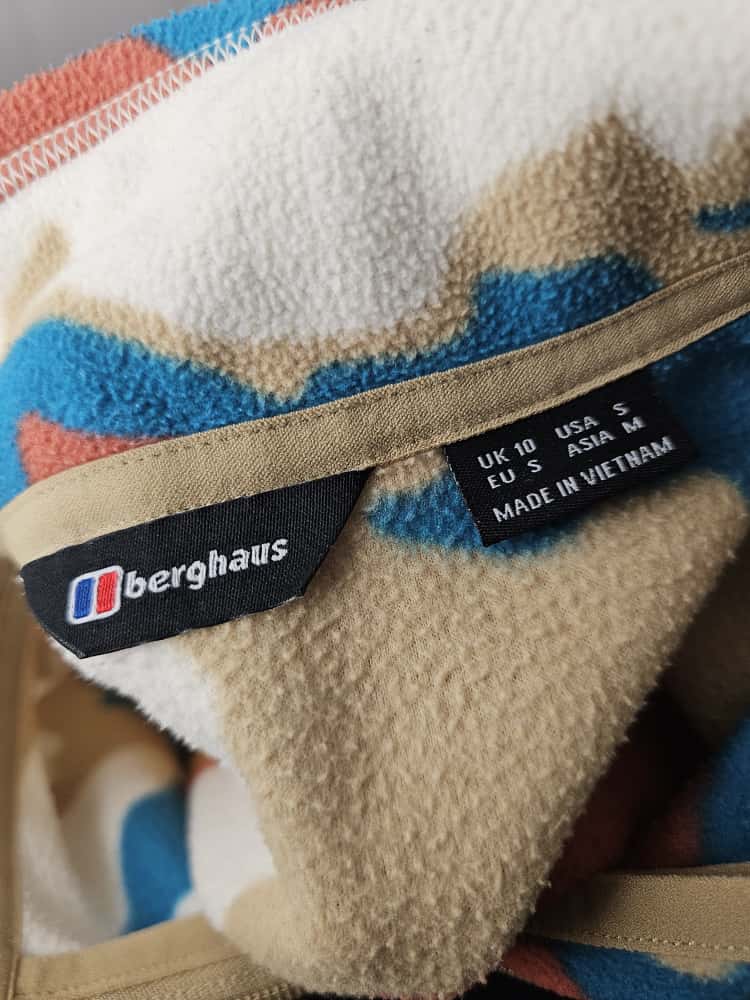 berghaus
UK 10 USA S
EU S ASIA M
MADE IN VIETNAM